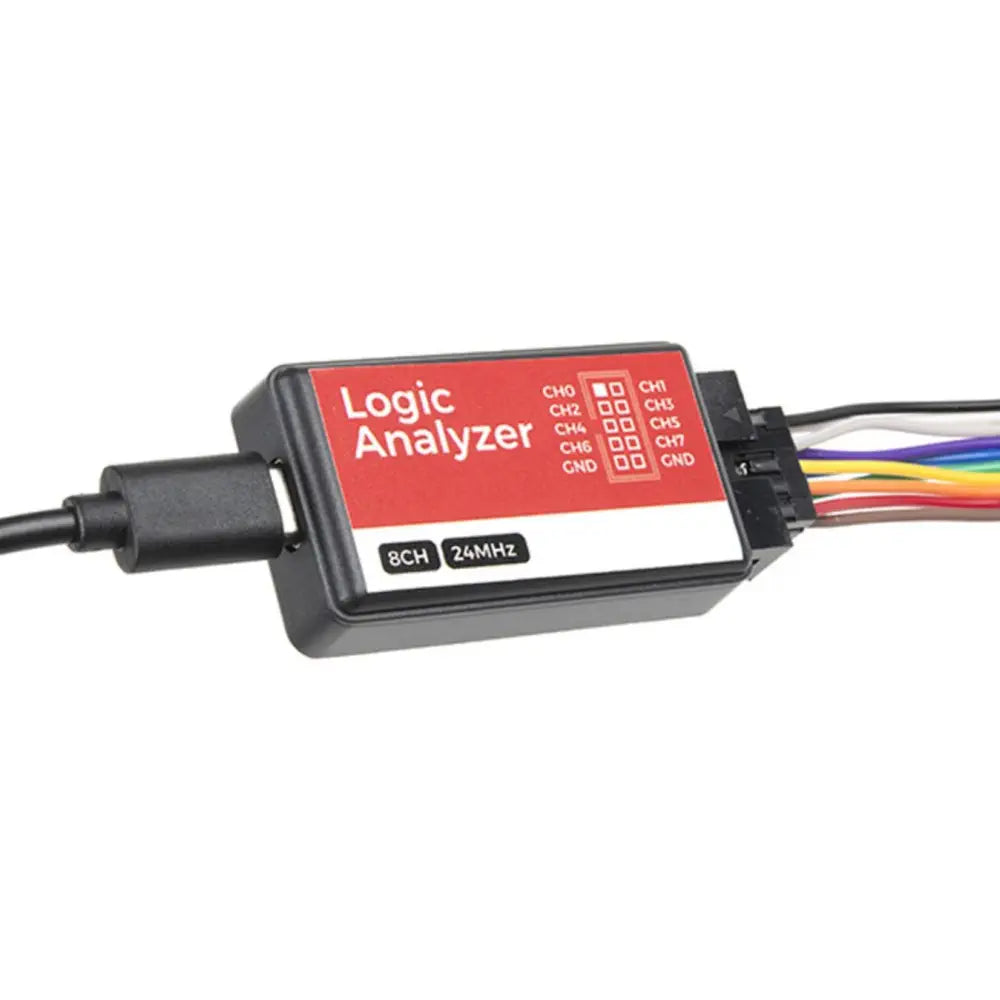 Logic
Analyzer
CH0 CH1
CH2 CH3
CH4 CH5
CH6 CH7
GND GND
8CH 24MHz